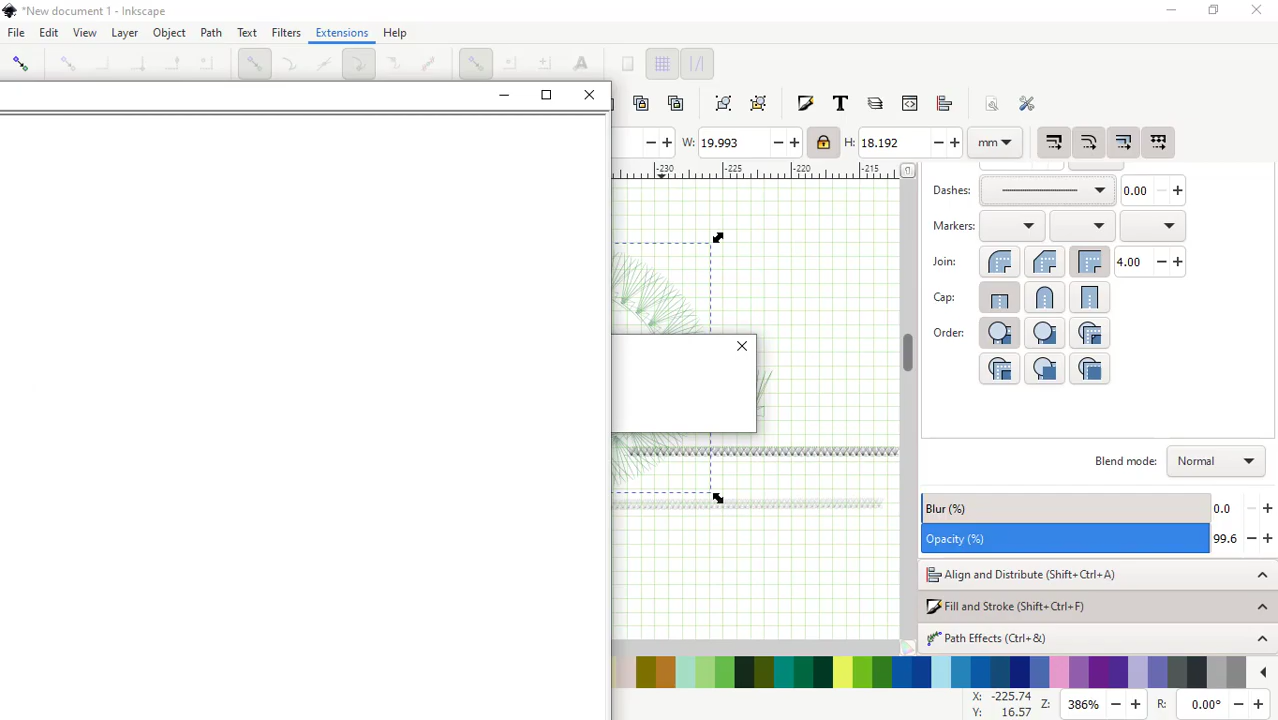 *New document 1 - Inkscape
File Edit View Layer Object Path Text Filters Extensions Help
W: 19.993 H: 18.192 mm
-230 -225 -220 -215
Dashes: 0.00
Markers:
Join: 4.00
Cap:
Order:
Blend mode: Normal
Blur (%) 0.0
Opacity (%) 99.6
Align and Distribute (Shift+Ctrl+A)
Fill and Stroke (Shift+Ctrl+F)
Path Effects (Ctrl+&)
X: -225.74
Y: 16.57
Z: 386% R: 0.00°